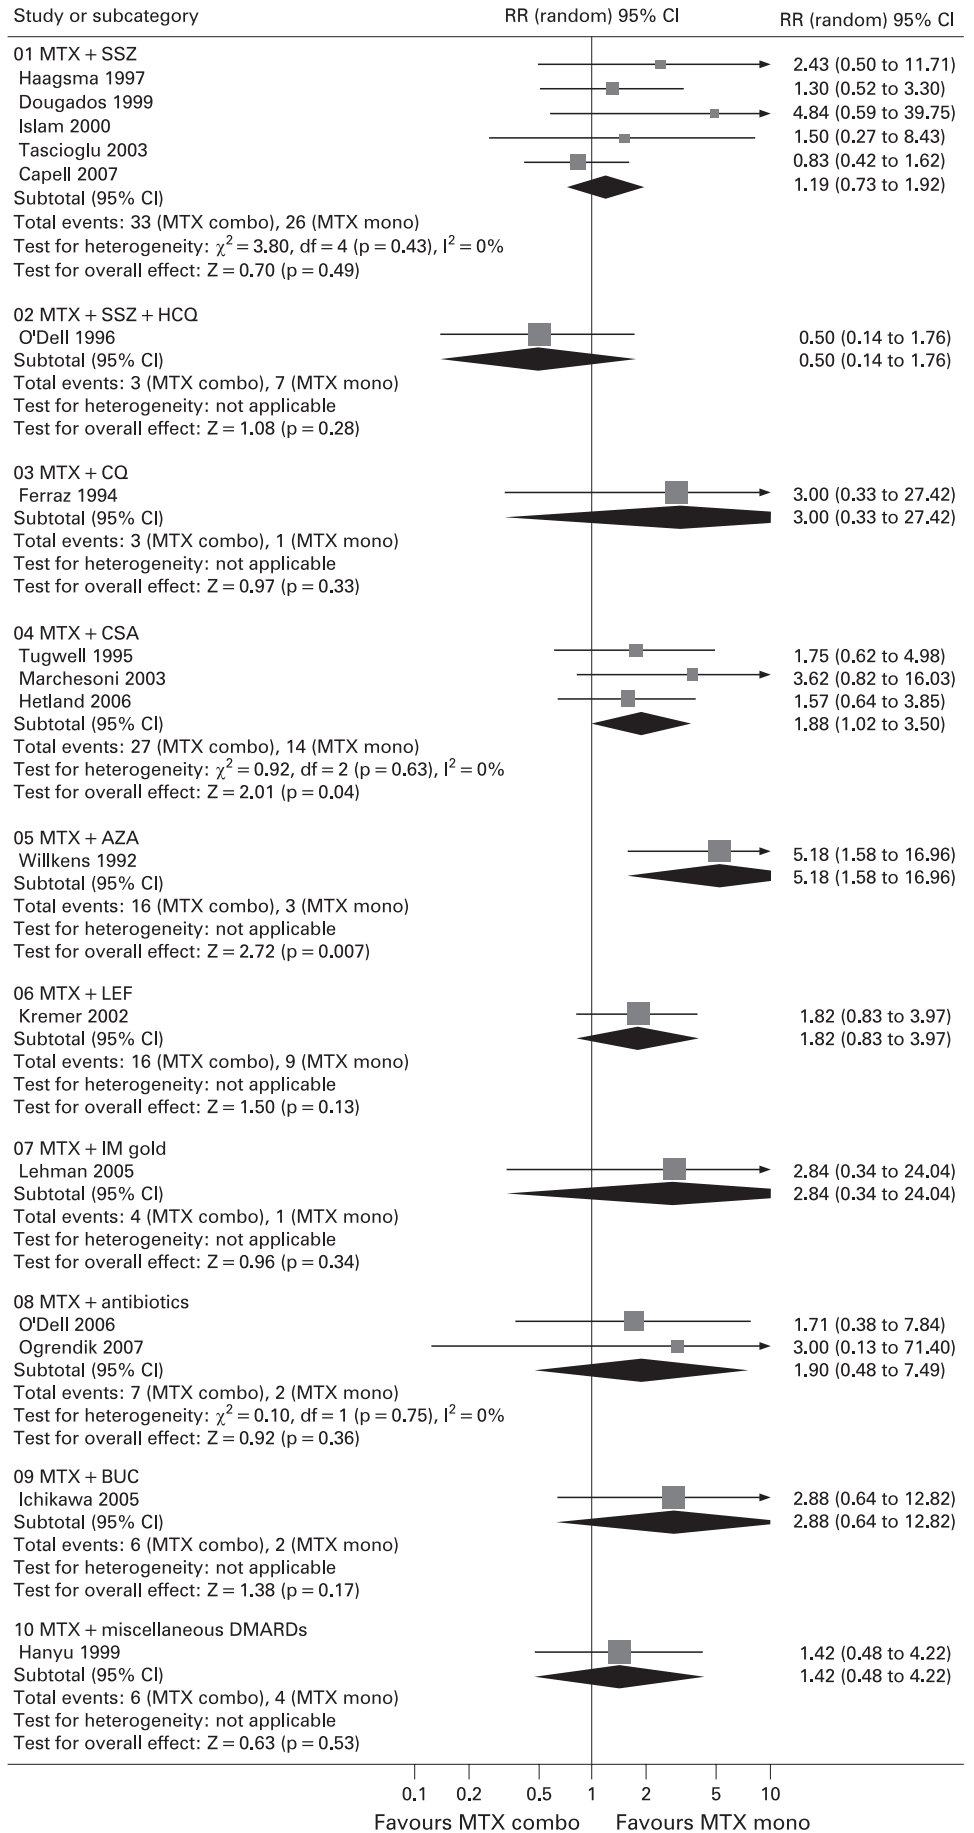 Study or subcategory RR (random) 95% CI RR (random) 95% CI
01 MTX + SSZ
Haagsma 1997 2.43 (0.50 to 11.71)
Dougados 1999 1.30 (0.52 to 3.30)
Islam 2000 4.84 (0.59 to 39.75)
Tascioglu 2003 1.50 (0.27 to 8.43)
Capell 2007 0.83 (0.42 to 1.62)
Subtotal (95% CI) 1.19 (0.73 to 1.92)
Total events: 33 (MTX combo), 26 (MTX mono)
Test for heterogeneity: χ² = 3.80, df = 4 (p = 0.43), I² = 0%
Test for overall effect: Z = 0.70 (p = 0.49)
02 MTX + SSZ + HCQ
O'Dell 1996 0.50 (0.14 to 1.76)
Subtotal (95% CI) 0.50 (0.14 to 1.76)
Total events: 3 (MTX combo), 7 (MTX mono)
Test for heterogeneity: not applicable
Test for overall effect: Z = 1.08 (p = 0.28)
03 MTX + CQ
Ferraz 1994 3.00 (0.33 to 27.42)
Subtotal (95% CI) 3.00 (0.33 to 27.42)
Total events: 3 (MTX combo), 1 (MTX mono)
Test for heterogeneity: not applicable
Test for overall effect: Z = 0.97 (p = 0.33)
04 MTX + CSA
Tugwell 1995 1.75 (0.62 to 4.98)
Marchesoni 2003 3.62 (0.82 to 16.03)
Hetland 2006 1.57 (0.64 to 3.85)
Subtotal (95% CI) 1.88 (1.02 to 3.50)
Total events: 27 (MTX combo), 14 (MTX mono)
Test for heterogeneity: χ² = 0.92, df = 2 (p = 0.63), I² = 0%
Test for overall effect: Z = 2.01 (p = 0.04)
05 MTX + AZA
Willkens 1992 5.18 (1.58 to 16.96)
Subtotal (95% CI) 5.18 (1.58 to 16.96)
Total events: 16 (MTX combo), 3 (MTX mono)
Test for heterogeneity: not applicable
Test for overall effect: Z = 2.72 (p = 0.007)
06 MTX + LEF
Kremer 2002 1.82 (0.83 to 3.97)
Subtotal (95% CI) 1.82 (0.83 to 3.97)
Total events: 16 (MTX combo), 9 (MTX mono)
Test for heterogeneity: not applicable
Test for overall effect: Z = 1.50 (p = 0.13)
07 MTX + IM gold
Lehman 2005 2.84 (0.34 to 24.04)
Subtotal (95% CI) 2.84 (0.34 to 24.04)
Total events: 4 (MTX combo), 1 (MTX mono)
Test for heterogeneity: not applicable
Test for overall effect: Z = 0.96 (p = 0.34)
08 MTX + antibiotics
O'Dell 2006 1.71 (0.38 to 7.84)
Ogrendik 2007 3.00 (0.13 to 71.40)
Subtotal (95% CI) 1.90 (0.48 to 7.49)
Total events: 7 (MTX combo), 2 (MTX mono)
Test for heterogeneity: χ² = 0.10, df = 1 (p = 0.75), I² = 0%
Test for overall effect: Z = 0.92 (p = 0.36)
09 MTX + BUC
Ichikawa 2005 2.88 (0.64 to 12.82)
Subtotal (95% CI) 2.88 (0.64 to 12.82)
Total events: 6 (MTX combo), 2 (MTX mono)
Test for heterogeneity: not applicable
Test for overall effect: Z = 1.38 (p = 0.17)
10 MTX + miscellaneous DMARDs
Hanyu 1999 1.42 (0.48 to 4.22)
Subtotal (95% CI) 1.42 (0.48 to 4.22)
Total events: 6 (MTX combo), 4 (MTX mono)
Test for heterogeneity: not applicable
Test for overall effect: Z = 0.63 (p = 0.53)
0.1 0.2 0.5 1 2 5 10
Favours MTX combo Favours MTX mono